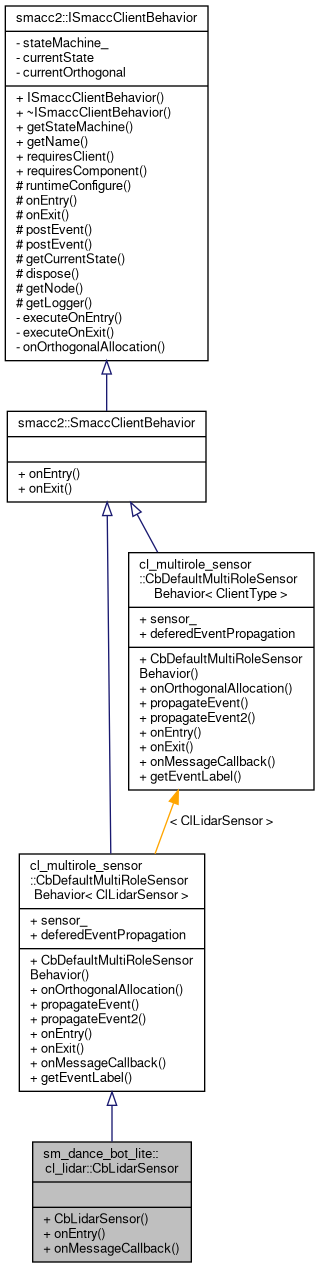 smacc2::ISmaccClientBehavior
- stateMachine_
- currentState
- currentOrthogonal
+ ISmaccClientBehavior()
+ ~ISmaccClientBehavior()
+ getStateMachine()
+ getName()
+ requiresClient()
+ requiresComponent()
# runtimeConfigure()
# onEntry()
# onExit()
# postEvent()
# postEvent()
# getCurrentState()
# dispose()
# getNode()
# getLogger()
- executeOnEntry()
- executeOnExit()
- onOrthogonalAllocation()
smacc2::SmaccClientBehavior
+ onEntry()
+ onExit()
cl_multirole_sensor
::CbDefaultMultiRoleSensor
Behavior< ClientType >
+ sensor_
+ deferedEventPropagation
+ CbDefaultMultiRoleSensor
Behavior()
+ onOrthogonalAllocation()
+ propagateEvent()
+ propagateEvent2()
+ onEntry()
+ onExit()
+ onMessageCallback()
+ getEventLabel()
< ClLidarSensor >
cl_multirole_sensor
::CbDefaultMultiRoleSensor
Behavior< ClLidarSensor >
+ sensor_
+ deferedEventPropagation
+ CbDefaultMultiRoleSensor
Behavior()
+ onOrthogonalAllocation()
+ propagateEvent()
+ propagateEvent2()
+ onEntry()
+ onExit()
+ onMessageCallback()
+ getEventLabel()
sm_dance_bot_lite::
cl_lidar::CbLidarSensor
+ CbLidarSensor()
+ onEntry()
+ onMessageCallback()